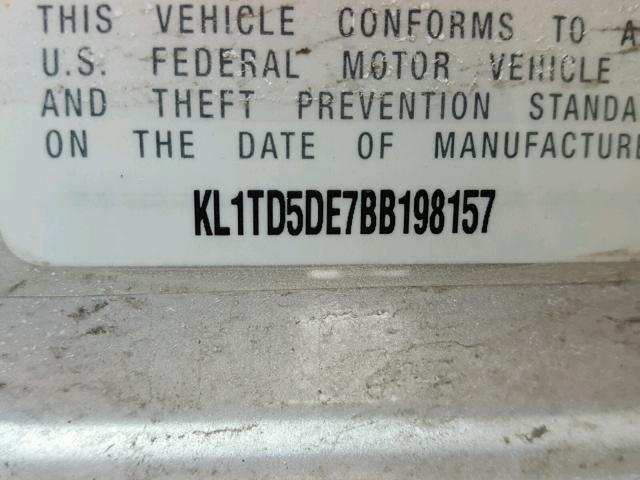 THIS VEHICLE CONFORMS TO A
U.S. FEDERAL MOTOR VEHICLE
AND THEFT PREVENTION STANDA
ON THE DATE OF MANUFACTURE
KL1TD5DE7BB198157